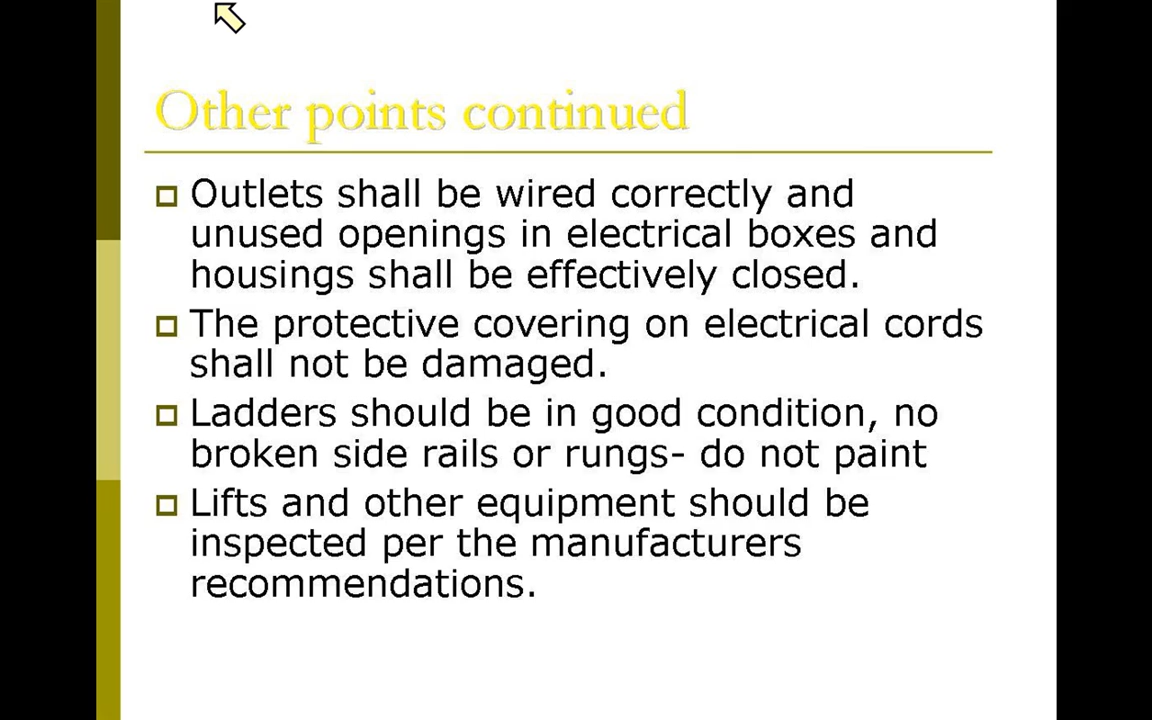 Other points continued
Outlets shall be wired correctly and
unused openings in electrical boxes and
housings shall be effectively closed.
The protective covering on electrical cords
shall not be damaged.
Ladders should be in good condition, no
broken side rails or rungs- do not paint
Lifts and other equipment should be
inspected per the manufacturers
recommendations.